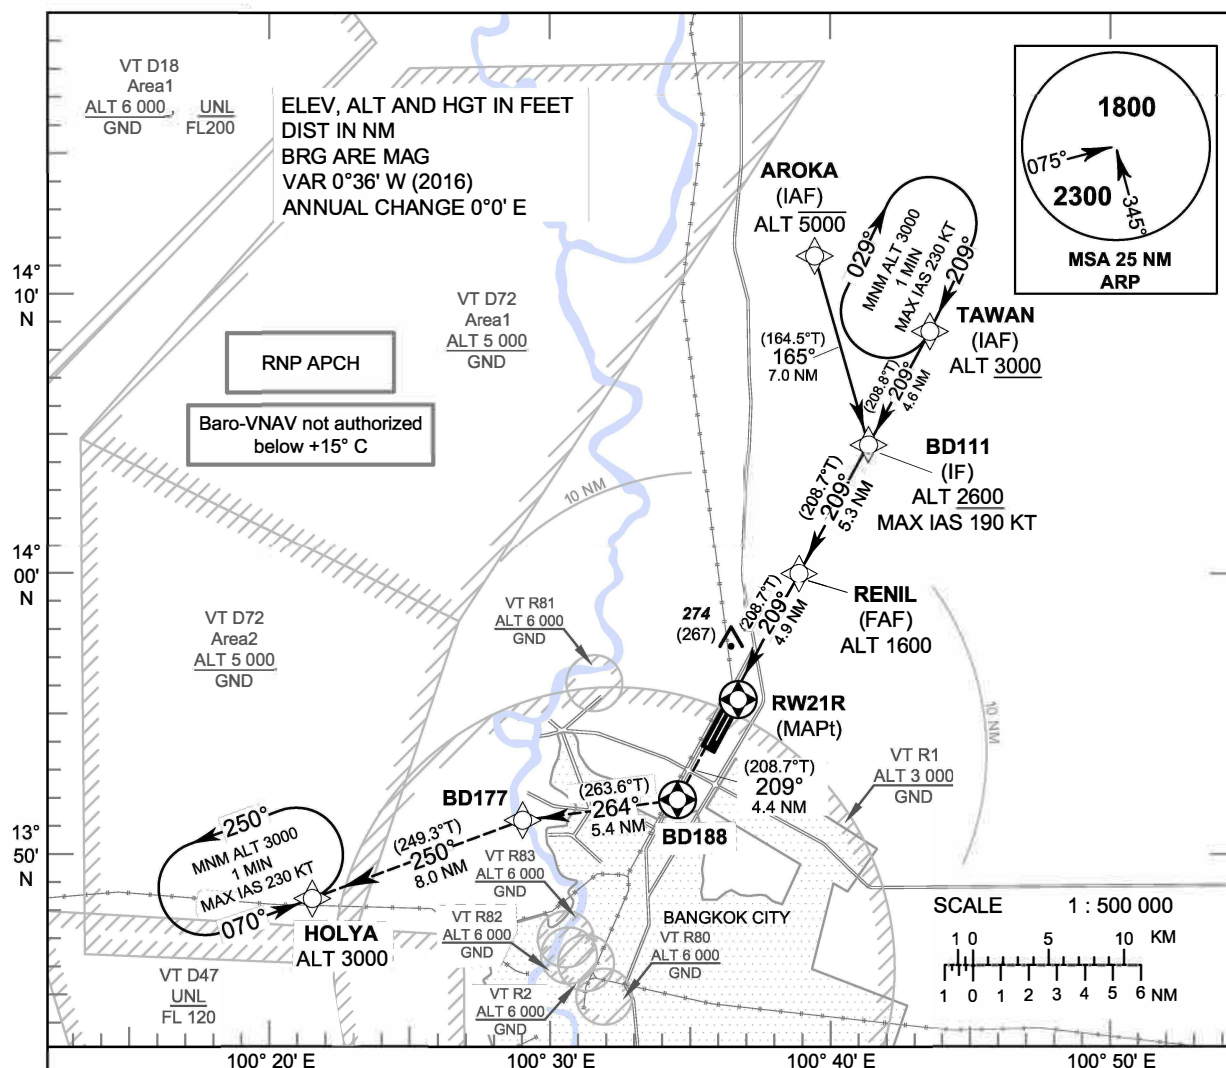 VT D18
Area1
ALT 6 000
GND
UNL
FL200
ELEV, ALT AND HGT IN FEET
DIST IN NM
BRG ARE MAG
VAR 0°36' W (2016)
ANNUAL CHANGE 0°0' E
1800
075°
2300
345°
MSA 25 NM
ARP
AROKA
(IAF)
ALT 5000
029°
MNM ALT 3000
1 MIN
MAX IAS 230 KT
209°
TAWAN
(IAF)
ALT 3000
14°
10'
N
VT D72
Area1
ALT 5 000
GND
RNP APCH
Baro-VNAV not authorized
below +15° C
(164.5°T)
165°
7.0 NM
(208.8°T)
209°
4.6 NM
BD111
(IF)
ALT 2600
MAX IAS 190 KT
10 NM
(208.7°T)
209°
5.3 NM
14°
00'
N
RENIL
(FAF)
ALT 1600
VT R81
ALT 6 000
GND
274
(267)
(208.7°T)
209°
4.9 NM
VT D72
Area2
ALT 5 000
GND
RW21R
(MAPt)
10 NM
VT R1
ALT 3 000
GND
(208.7°T)
209°
4.4 NM
BD188
(263.6°T)
264°
5.4 NM
BD177
(249.3°T)
250°
8.0 NM
13°
50'
N
250°
MNM ALT 3000
1 MIN
MAX IAS 230 KT
070°
HOLYA
ALT 3000
VT R83
ALT 6 000
GND
VT R82
ALT 6 000
GND
BANGKOK CITY
VT R80
ALT 6 000
GND
VT R2
ALT 6 000
GND
VT D47
UNL
FL 120
SCALE 1 : 500 000
1 0 5 10 KM
1 0 1 2 3 4 5 6 NM
100° 20' E 100° 30' E 100° 40' E 100° 50' E